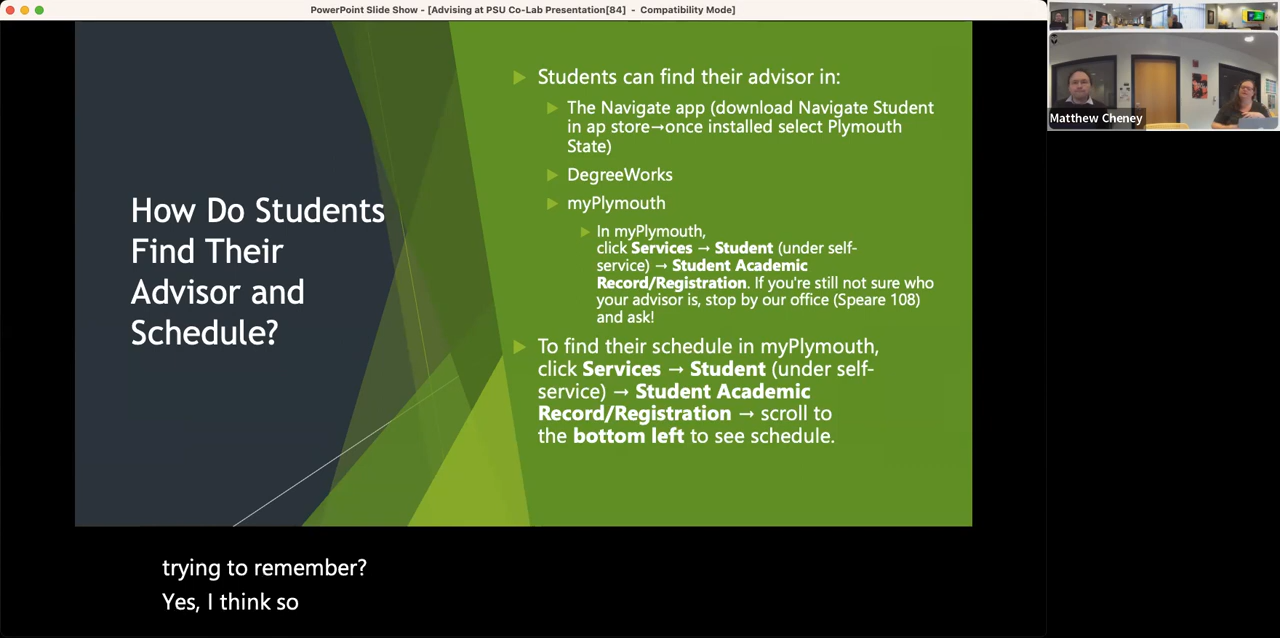 PowerPoint Slide Show - [Advising at PSU Co-Lab Presentation[84]  -  Compatibility Mode]
How Do Students
Find Their
Advisor and
Schedule?
Students can find their advisor in:
The Navigate app (download Navigate Student
in ap store→once installed select Plymouth
State)
DegreeWorks
myPlymouth
In myPlymouth,
click Services → Student (under self-
service) → Student Academic
Record/Registration. If you're still not sure who
your advisor is, stop by our office (Speare 108)
and ask!
To find their schedule in myPlymouth,
click Services → Student (under self-
service) → Student Academic
Record/Registration → scroll to
the bottom left to see schedule.
trying to remember?
Yes, I think so
Matthew Cheney